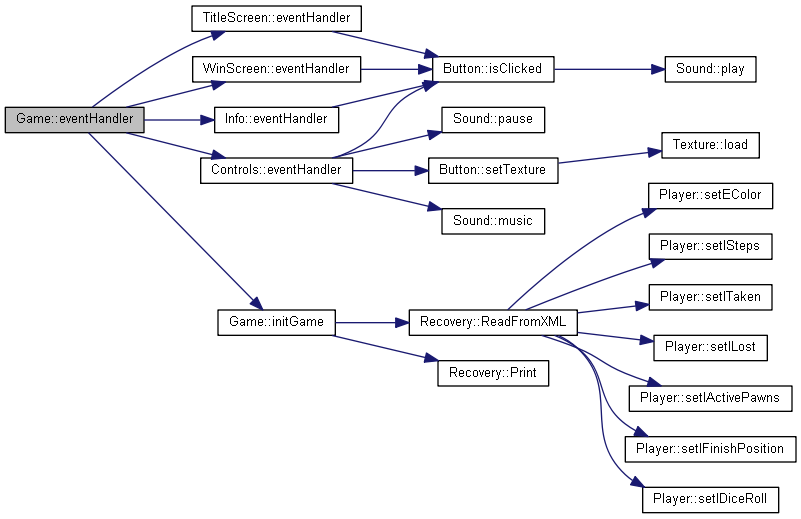 TitleScreen::eventHandler
WinScreen::eventHandler
Button::isClicked
Sound::play
Game::eventHandler
Info::eventHandler
Sound::pause
Controls::eventHandler
Button::setTexture
Texture::load
Sound::music
Player::setEColor
Player::setISteps
Player::setITaken
Game::initGame
Recovery::ReadFromXML
Player::setILost
Recovery::Print
Player::setIActivePawns
Player::setIFinishPosition
Player::setIDiceRoll